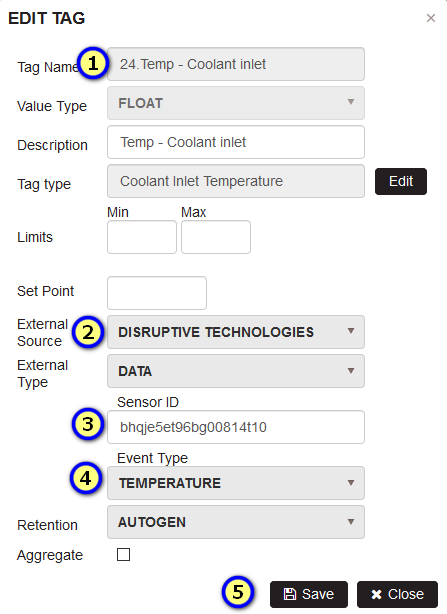 EDIT TAG ×
Tag Name 1 24.Temp - Coolant inlet
Value Type FLOAT
Description Temp - Coolant inlet
Tag type Coolant Inlet Temperature Edit
Min Max
Limits
Set Point
External Source 2 DISRUPTIVE TECHNOLOGIES
External Type DATA
Sensor ID
3 bhqje5et96bg00814t10
Event Type
4 TEMPERATURE
Retention AUTOGEN
Aggregate
5 Save Close